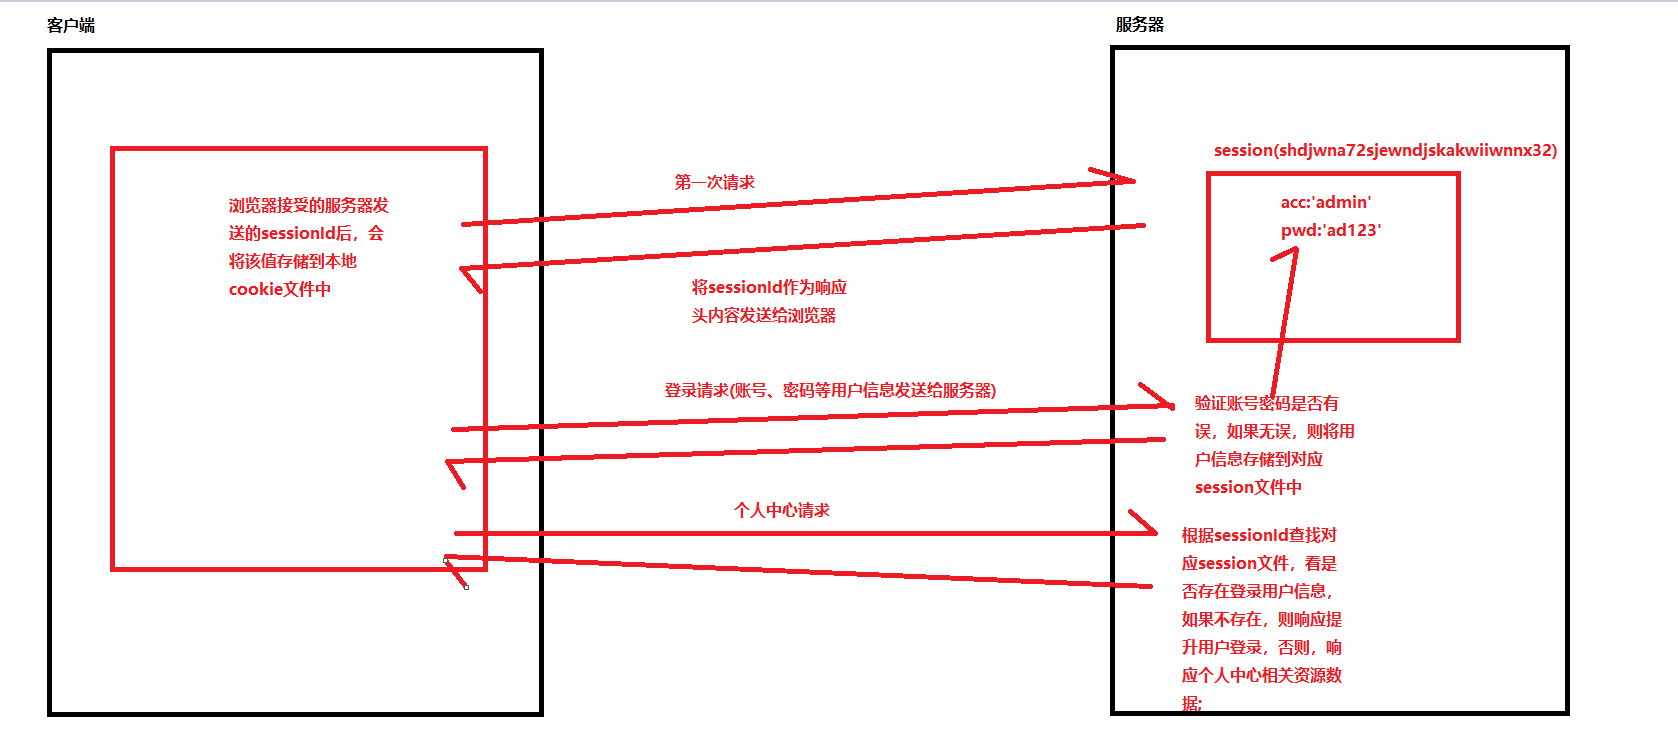 客户端
服务器
session(shdjwna72sjewndjskakwiiwnnx32)
acc:'admin'
pwd:'ad123'
浏览器接受的服务器发
送的sessionId后，会
将该值存储到本地
cookie文件中
第一次请求
将sessionId作为响应
头内容发送给浏览器
登录请求(账号、密码等用户信息发送给服务器)
验证账号密码是否有
误，如果无误，则将用
户信息存储到对应
session文件中
个人中心请求
根据sessionId查找对
应session文件，看是
否存在登录用户信息，
如果不存在，则响应提
升用户登录，否则，响
应个人中心相关资源数
据;